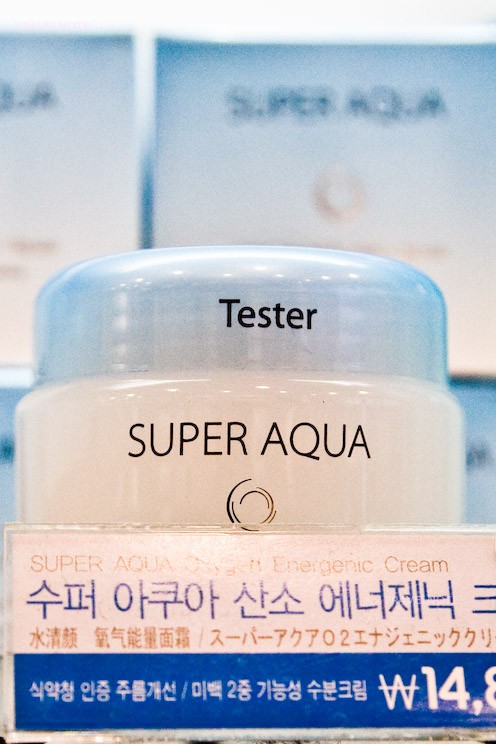 SUPER AQUA
Tester
SUPER AQUA
SUPER AQUA Oxygen Energenic Cream
수퍼 아쿠아 산소 에너제닉
水清颜 氧气能量面霜 / スーパーアクアO2エナジェニッククリ
식약청 인증 주름개선 / 미백 2중 기능성 수분크림 ₩14,8